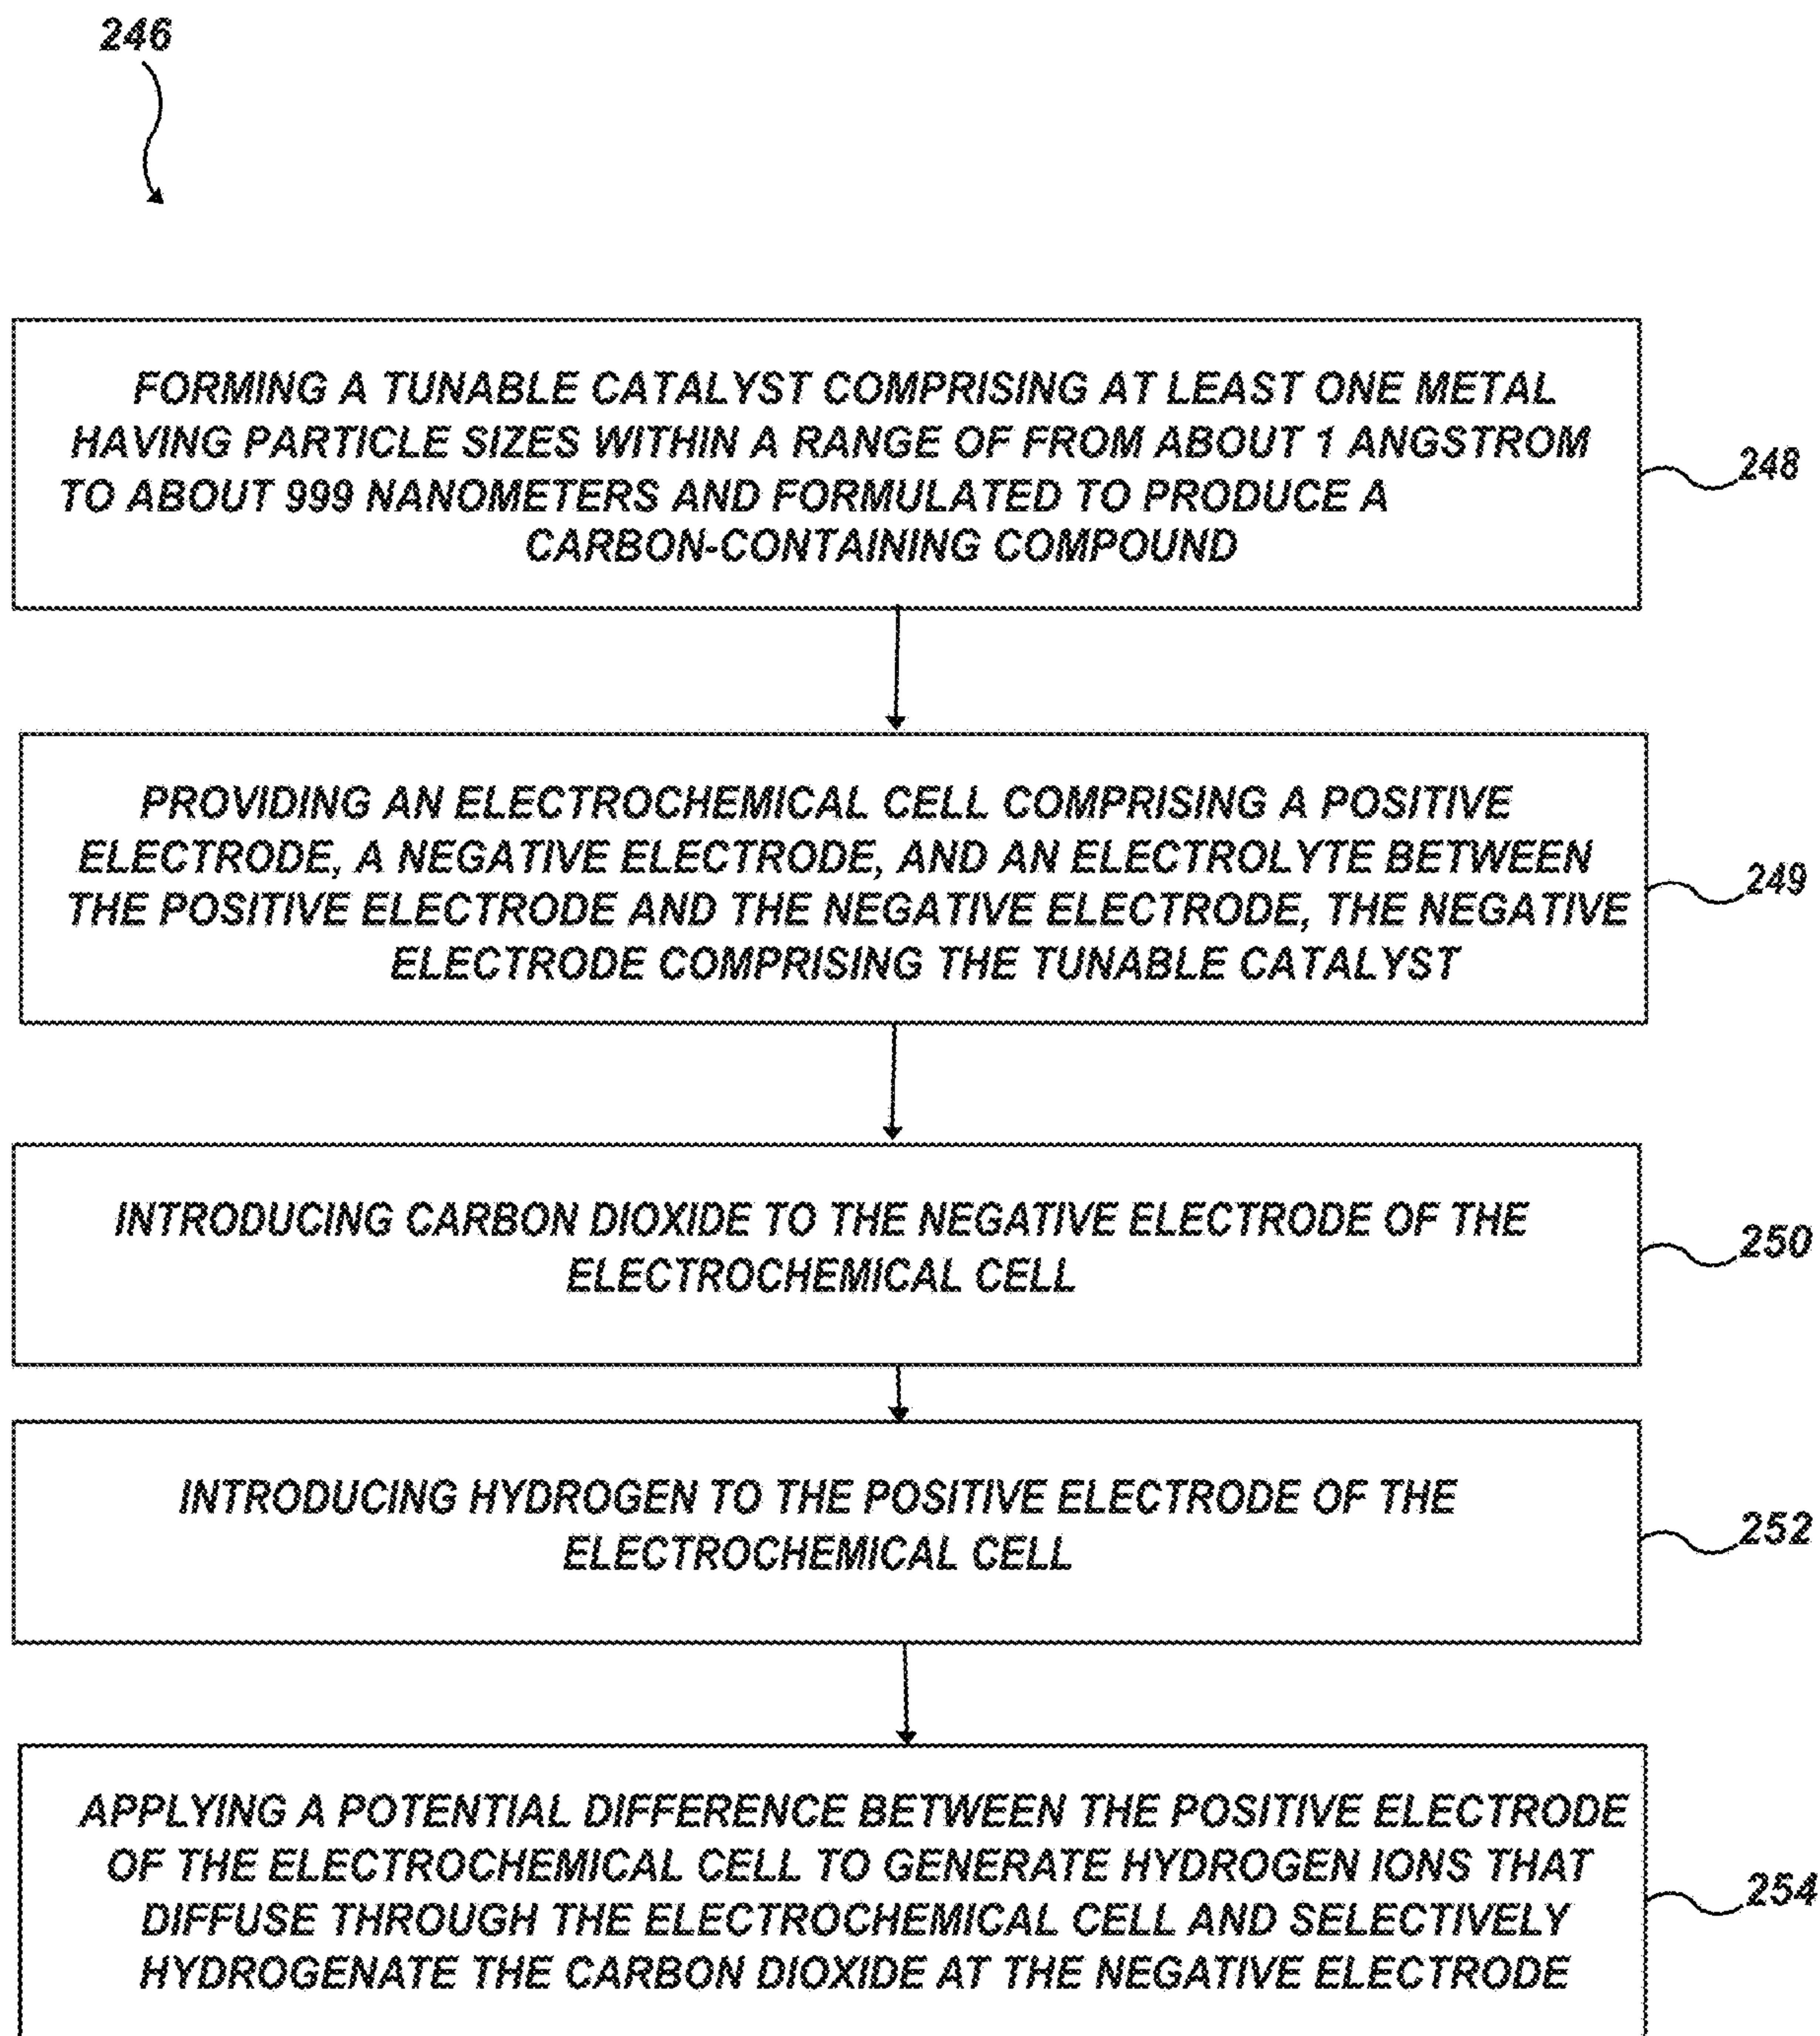 246
FORMING A TUNABLE CATALYST COMPRISING AT LEAST ONE METAL
HAVING PARTICLE SIZES WITHIN A RANGE OF FROM ABOUT 1 ANGSTROM
TO ABOUT 999 NANOMETERS AND FORMULATED TO PRODUCE A
CARBON-CONTAINING COMPOUND
248
PROVIDING AN ELECTROCHEMICAL CELL COMPRISING A POSITIVE
ELECTRODE, A NEGATIVE ELECTRODE, AND AN ELECTROLYTE BETWEEN
THE POSITIVE ELECTRODE AND THE NEGATIVE ELECTRODE, THE NEGATIVE
ELECTRODE COMPRISING THE TUNABLE CATALYST
249
INTRODUCING CARBON DIOXIDE TO THE NEGATIVE ELECTRODE OF THE
ELECTROCHEMICAL CELL
250
INTRODUCING HYDROGEN TO THE POSITIVE ELECTRODE OF THE
ELECTROCHEMICAL CELL
252
APPLYING A POTENTIAL DIFFERENCE BETWEEN THE POSITIVE ELECTRODE
OF THE ELECTROCHEMICAL CELL TO GENERATE HYDROGEN IONS THAT
DIFFUSE THROUGH THE ELECTROCHEMICAL CELL AND SELECTIVELY
HYDROGENATE THE CARBON DIOXIDE AT THE NEGATIVE ELECTRODE
254